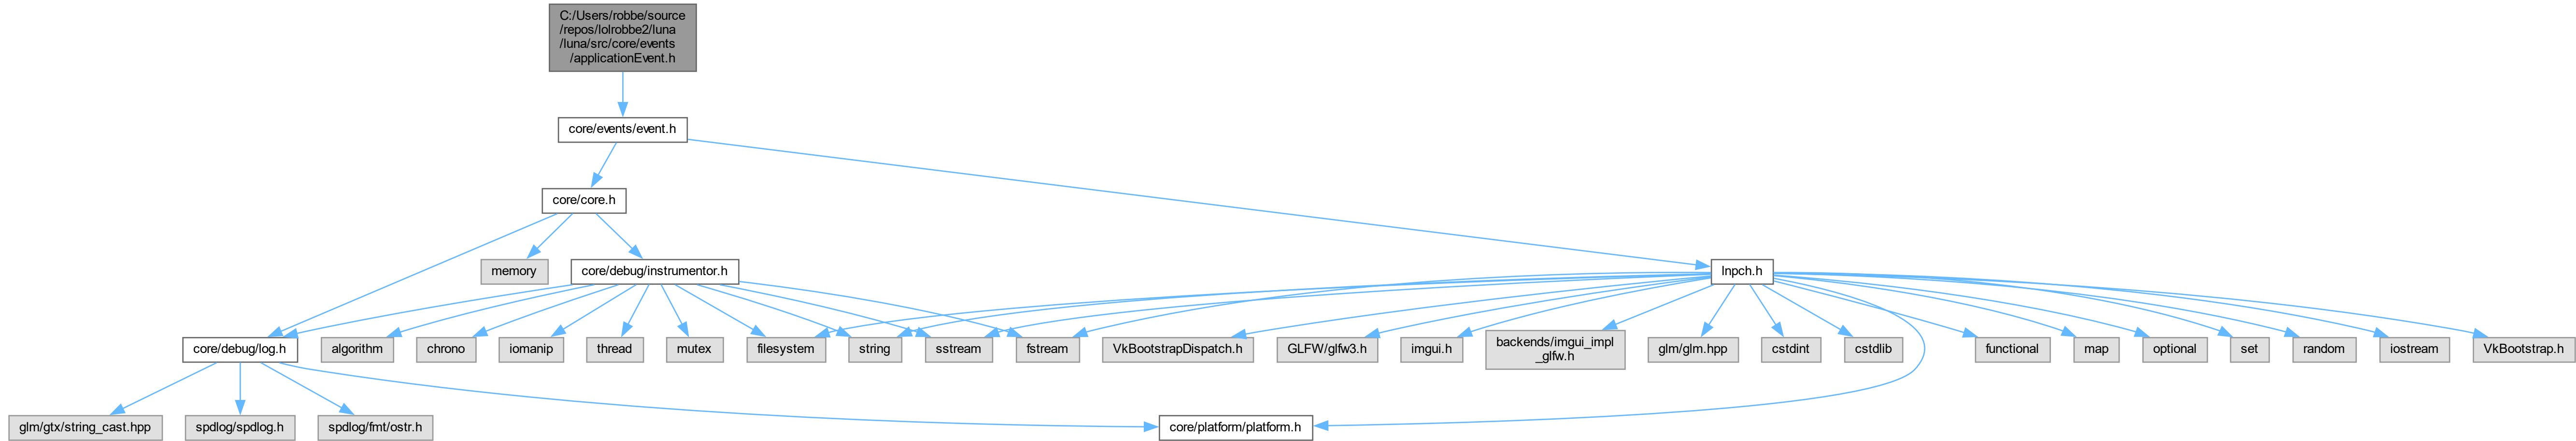 C:/Users/robbe/source
/repos/lolrobbe2/luna
/luna/src/core/events
/applicationEvent.h
core/events/event.h
core/core.h
memory
core/debug/instrumentor.h
lnpch.h
core/debug/log.h
algorithm
chrono
iomanip
thread
mutex
filesystem
string
sstream
fstream
VkBootstrapDispatch.h
GLFW/glfw3.h
imgui.h
backends/imgui_impl
_glfw.h
glm/glm.hpp
cstdint
cstdlib
functional
map
optional
set
random
iostream
VkBootstrap.h
glm/gtx/string_cast.hpp
spdlog/spdlog.h
spdlog/fmt/ostr.h
core/platform/platform.h